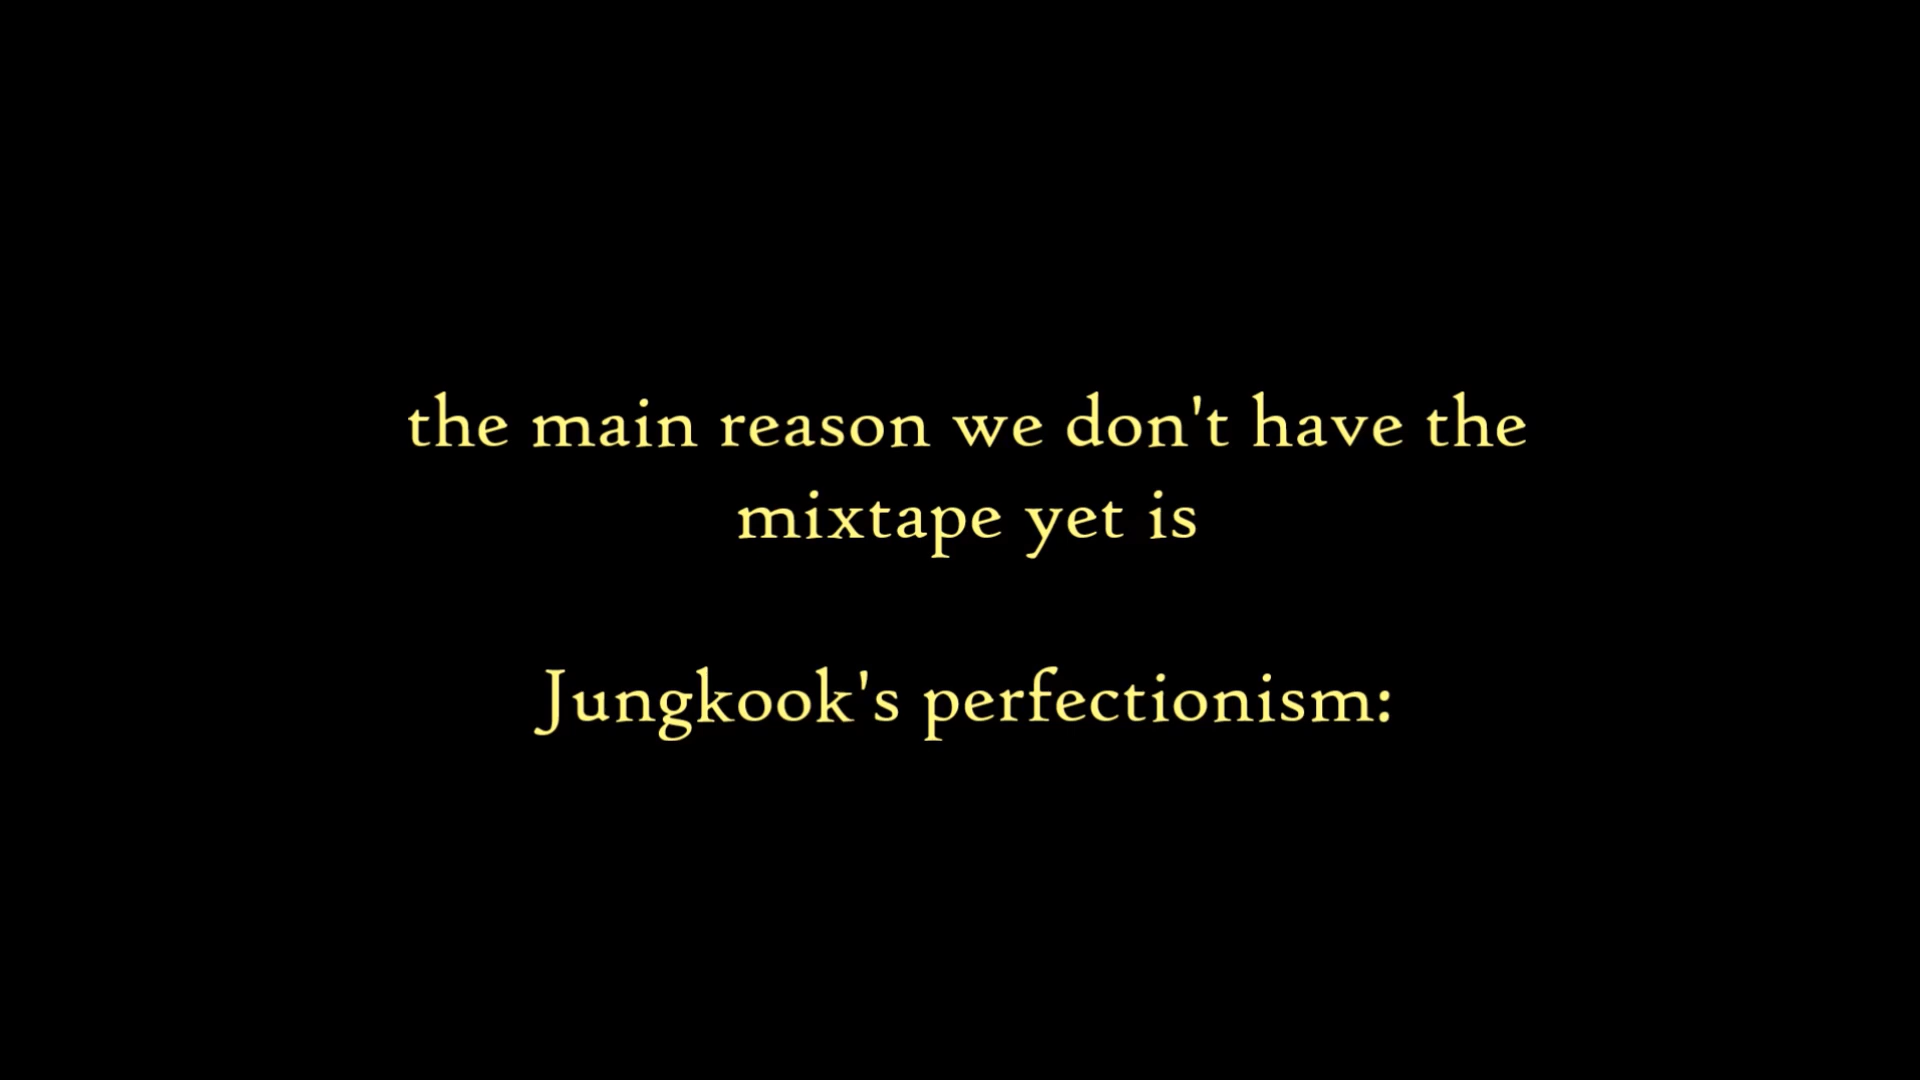 the main reason we don't have the
mixtape yet is
Jungkook's perfectionism: